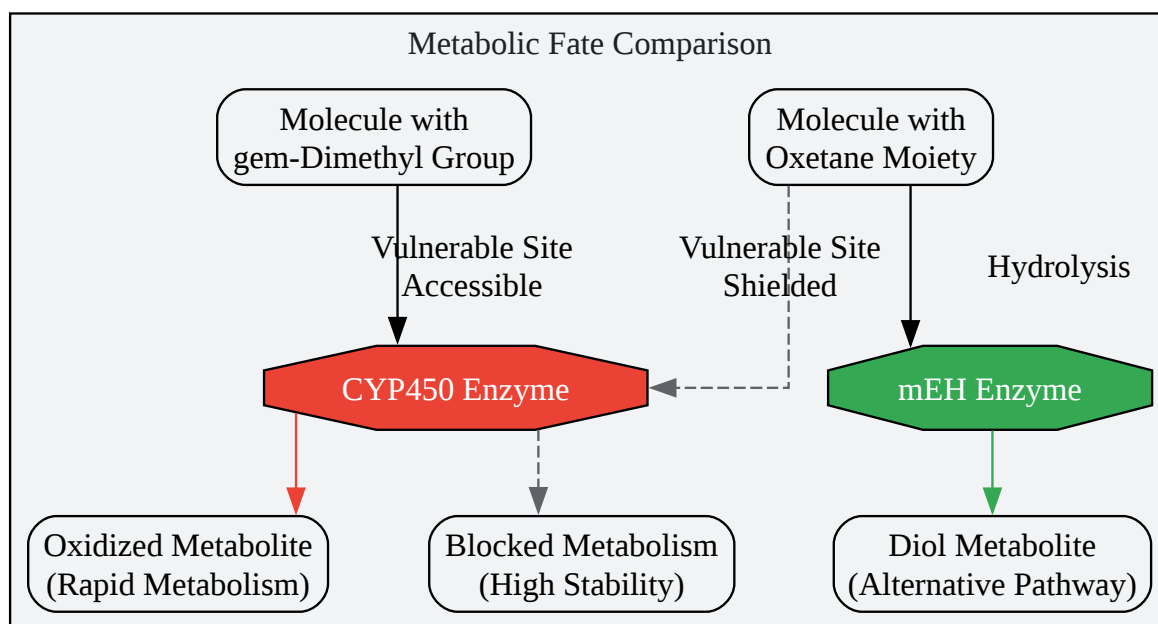 Metabolic Fate Comparison
Molecule with
gem-Dimethyl Group
Molecule with
Oxetane Moiety
Vulnerable Site
Accessible
Vulnerable Site
Shielded
Hydrolysis
CYP450 Enzyme
mEH Enzyme
Oxidized Metabolite
(Rapid Metabolism)
Blocked Metabolism
(High Stability)
Diol Metabolite
(Alternative Pathway)